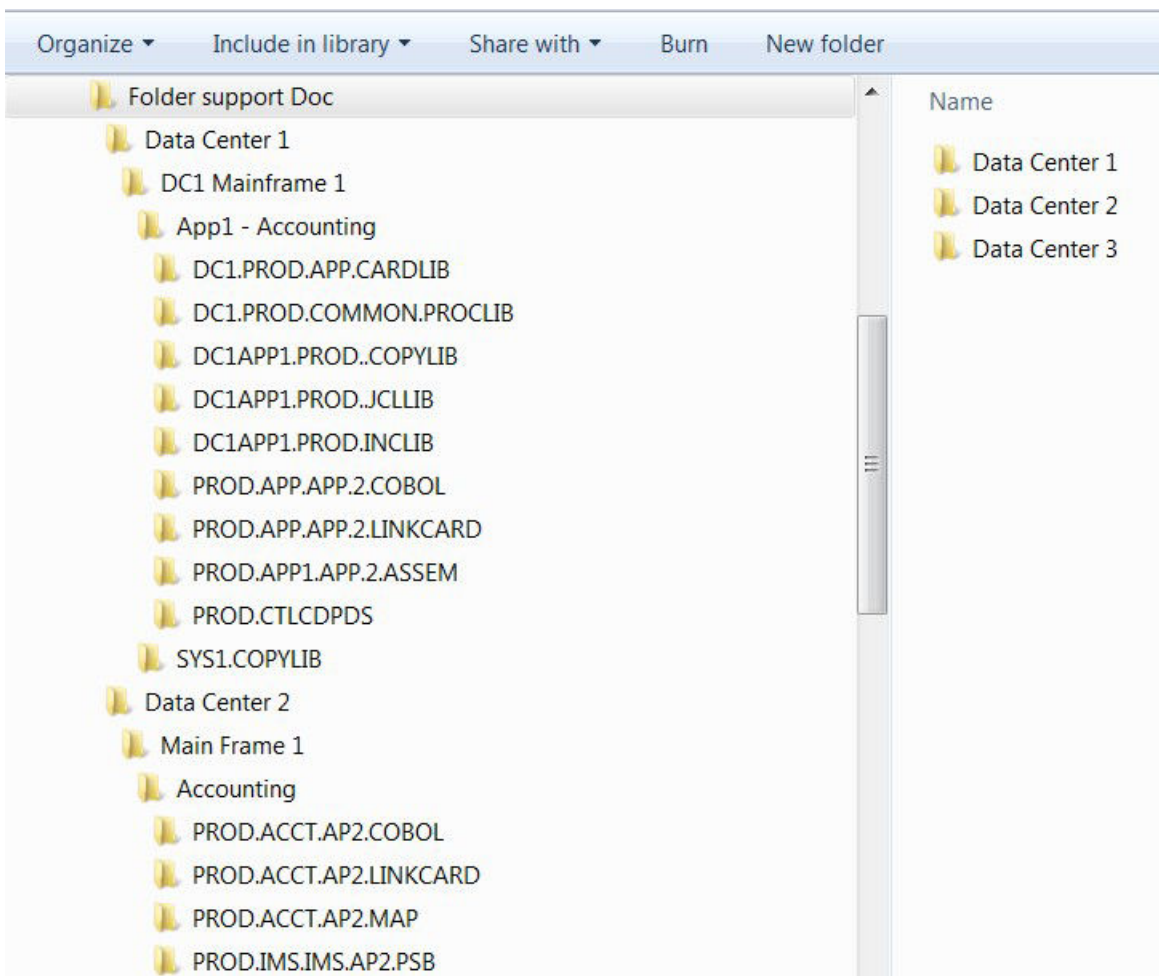 Organize Include in library Share with Burn New folder
Folder support Doc
Data Center 1
DC1 Mainframe 1
App1 - Accounting
DC1.PROD.APP.CARDLIB
DC1.PROD.COMMON.PROCLIB
DC1APP1.PROD..COPYLIB
DC1APP1.PROD..JCLLIB
DC1APP1.PROD.INCLIB
PROD.APP.APP.2.COBOL
PROD.APP.APP.2.LINKCARD
PROD.APP1.APP.2.ASSEM
PROD.CTLCDPDS
SYS1.COPYLIB
Data Center 2
Main Frame 1
Accounting
PROD.ACCT.AP2.COBOL
PROD.ACCT.AP2.LINKCARD
PROD.ACCT.AP2.MAP
PROD.IMS.IMS.AP2.PSB
Name
Data Center 1
Data Center 2
Data Center 3